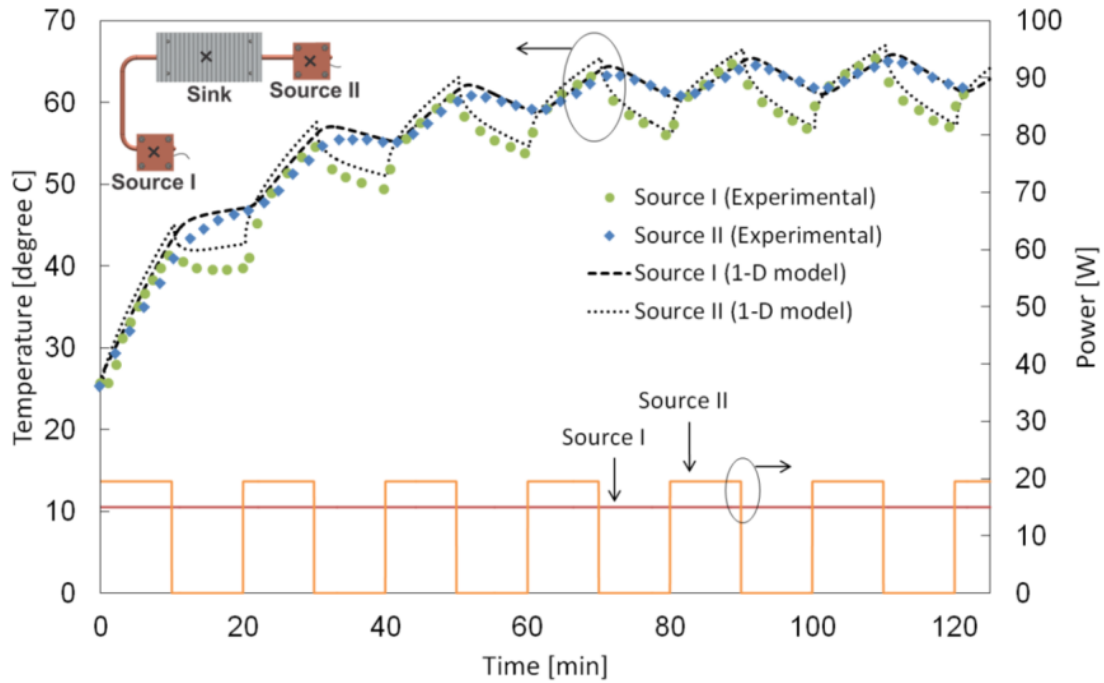 70
60
50
40
30
20
10
0
Temperature [degree C]
100
90
80
70
60
50
40
30
20
10
0
Power [W]
Sink
Source II
Source I
Source I (Experimental)
Source II (Experimental)
Source I (1-D model)
Source II (1-D model)
Source II
Source I
0 20 40 60 80 100 120
Time [min]